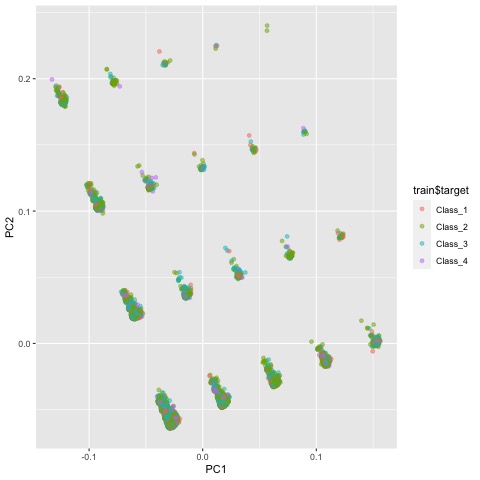 0.2
0.1
0.0
PC2
-0.1
0.0
0.1
PC1
train$target
Class_1
Class_2
Class_3
Class_4